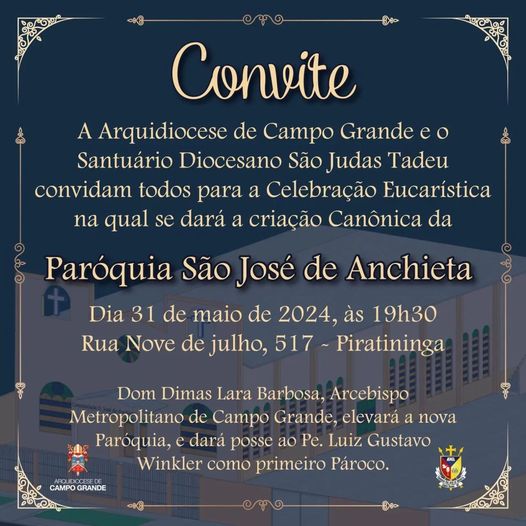 Convite
A Arquidiocese de Campo Grande e o
Santuário Diocesano São Judas Tadeu
convidam todos para a Celebração Eucarística
na qual se dará a criação Canônica da
Paróquia São José de Anchieta
Dia 31 de maio de 2024, às 19h30
Rua Nove de julho, 517 - Piratininga
Dom Dimas Lara Barbosa, Arcebispo
Metropolitano de Campo Grande, elevará a nova
Paróquia, e dará posse ao Pe. Luiz Gustavo
Winkler como primeiro Pároco.
ARQUIDIOCESE DE
CAMPO GRANDE